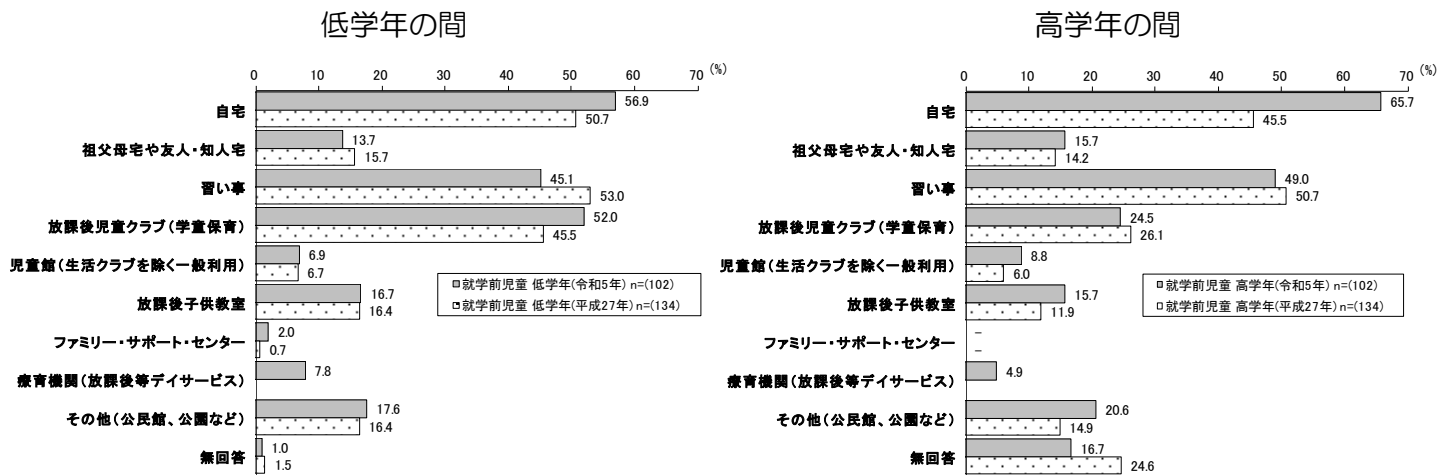 低学年の間
0 10 20 30 40 50 60 70 (%)
自宅 56.9
50.7
祖父母宅や友人・知人宅 13.7
15.7
習い事 45.1
53.0
放課後児童クラブ(学童保育) 52.0
45.5
児童館(生活クラブを除く一般利用) 6.9
6.7
放課後子供教室 16.7
16.4
ファミリー・サポート・センター 2.0
0.7
療育機関(放課後等デイサービス) 7.8
その他(公民館、公園など) 17.6
16.4
無回答 1.0
1.5
就学前児童 低学年(令和5年) n=(102)
就学前児童 低学年(平成27年) n=(134)
高学年の間
0 10 20 30 40 50 60 70 (%)
自宅 65.7
45.5
祖父母宅や友人・知人宅 15.7
14.2
習い事 49.0
50.7
放課後児童クラブ(学童保育) 24.5
26.1
児童館(生活クラブを除く一般利用) 8.8
6.0
放課後子供教室 15.7
11.9
ファミリー・サポート・センター –
–
療育機関(放課後等デイサービス) 4.9
その他(公民館、公園など) 20.6
14.9
無回答 16.7
24.6
就学前児童 高学年(令和5年) n=(102)
就学前児童 高学年(平成27年) n=(134)